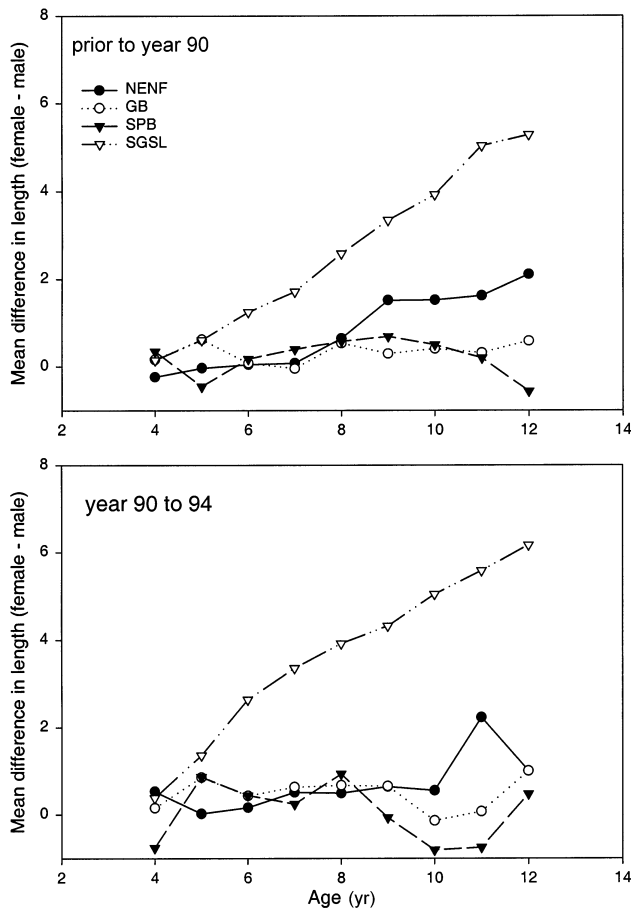 8
prior to year 90
NENF
GB
SPB
SGSL
6
4
2
0
Mean difference in length (female - male)
2 4 6 8 10 12 14
8
year 90 to 94
6
4
2
0
Mean difference in length (female - male)
2 4 6 8 10 12 14
Age (yr)